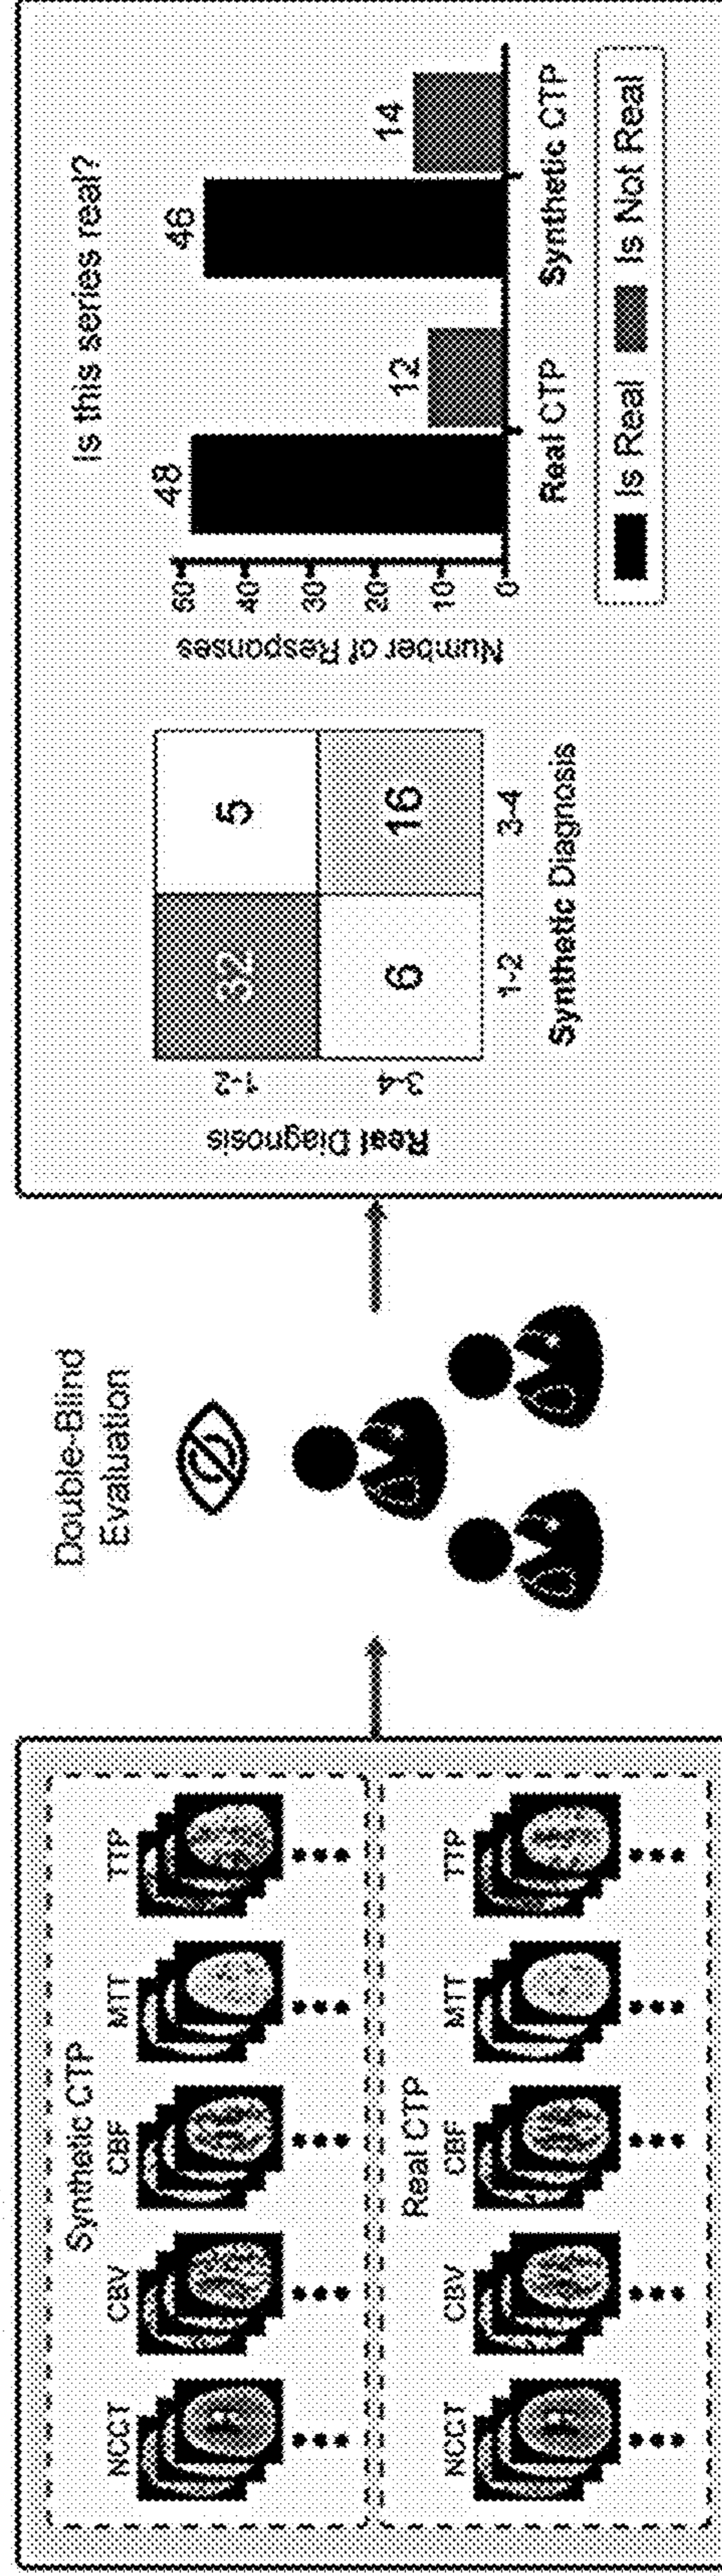 Synthetic CTP
NCCT CBV CBF MTT TTP
Real CTP
NCCT CBV CBF MTT TTP
Double-Blind
Evaluation
Real Diagnosis
1-2
3-4
32 5
6 16
1-2 3-4
Synthetic Diagnosis
Is this series real?
Number of Responses
50
40
30
20
10
0
48 12 46 14
Real CTP Synthetic CTP
Is Real Is Not Real